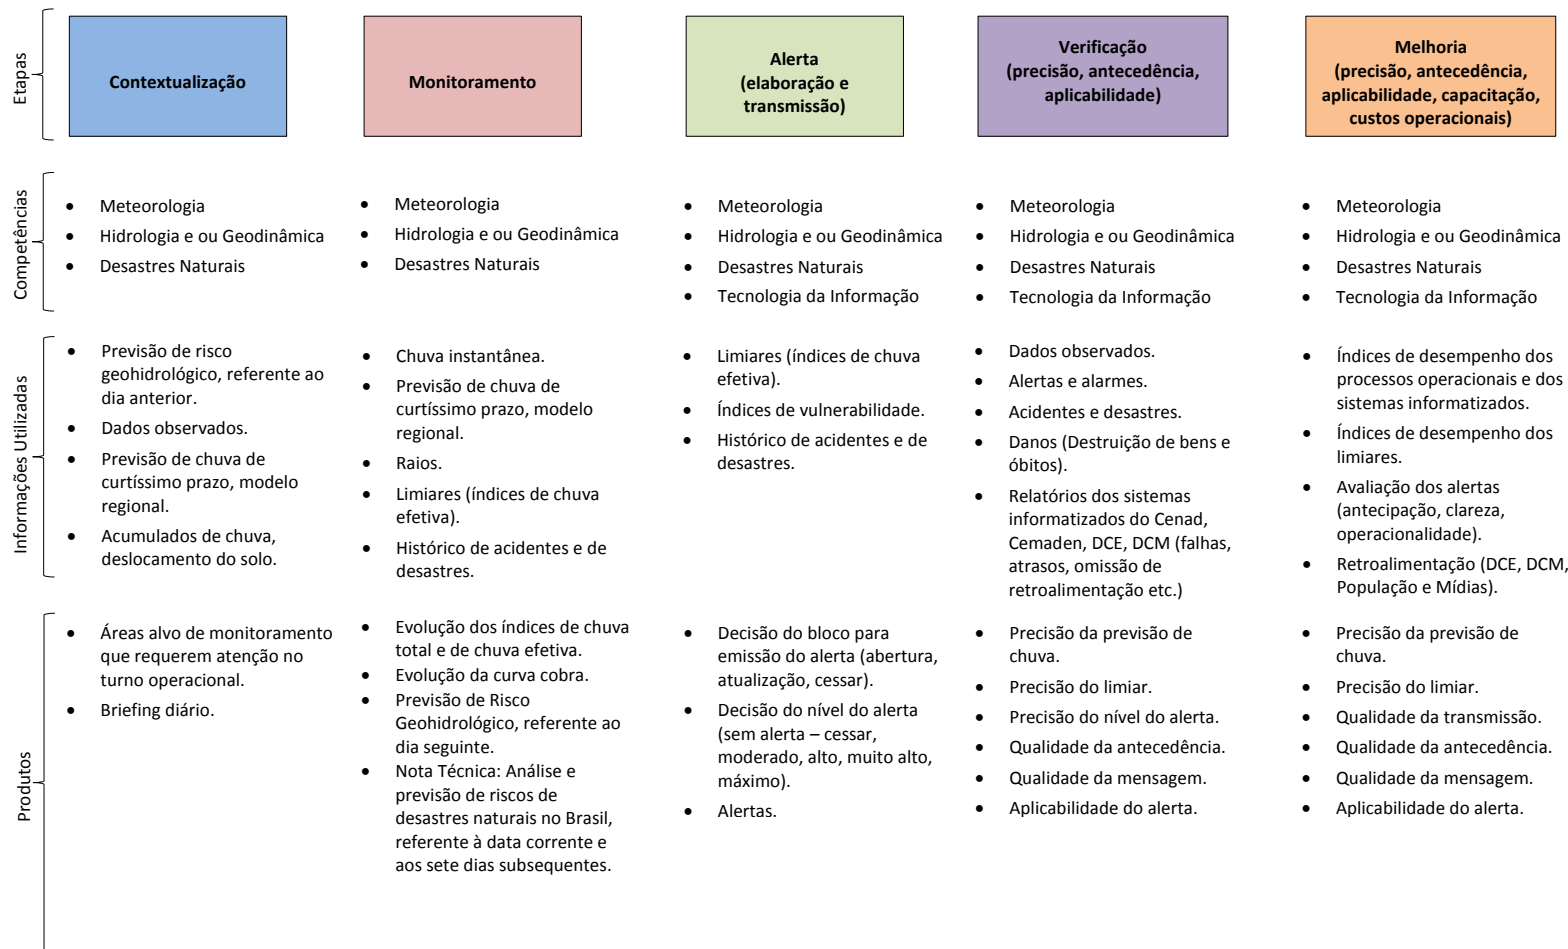 Etapas
Contextualização
Monitoramento
Alerta
(elaboração e
transmissão)
Verificação
(precisão, antecedência,
aplicabilidade)
Melhoria
(precisão, antecedência,
aplicabilidade, capacitação,
custos operacionais)
Competências
• Meteorologia
• Hidrologia e ou Geodinâmica
• Desastres Naturais
• Meteorologia
• Hidrologia e ou Geodinâmica
• Desastres Naturais
• Meteorologia
• Hidrologia e ou Geodinâmica
• Desastres Naturais
• Tecnologia da Informação
• Meteorologia
• Hidrologia e ou Geodinâmica
• Desastres Naturais
• Tecnologia da Informação
• Meteorologia
• Hidrologia e ou Geodinâmica
• Desastres Naturais
• Tecnologia da Informação
Informações Utilizadas
• Previsão de risco
geohidrológico, referente ao
dia anterior.
• Dados observados.
• Previsão de chuva de
curtíssimo prazo, modelo
regional.
• Acumulados de chuva,
deslocamento do solo.
• Chuva instantânea.
• Previsão de chuva de
curtíssimo prazo, modelo
regional.
• Raios.
• Limiares (índices de chuva
efetiva).
• Histórico de acidentes e de
desastres.
• Limiares (índices de chuva
efetiva).
• Índices de vulnerabilidade.
• Histórico de acidentes e de
desastres.
• Dados observados.
• Alertas e alarmes.
• Acidentes e desastres.
• Danos (Destruição de bens e
óbitos).
• Relatórios dos sistemas
informatizados do Cenad,
Cemaden, DCE, DCM (falhas,
atrasos, omissão de
retroalimentação etc.)
• Índices de desempenho dos
processos operacionais e dos
sistemas informatizados.
• Índices de desempenho dos
limiares.
• Avaliação dos alertas
(antecipação, clareza,
operacionalidade).
• Retroalimentação (DCE, DCM,
População e Mídias).
Produtos
• Áreas alvo de monitoramento
que requerem atenção no
turno operacional.
• Briefing diário.
• Evolução dos índices de chuva
total e de chuva efetiva.
• Evolução da curva cobra.
• Previsão de Risco
Geohidrológico, referente ao
dia seguinte.
• Nota Técnica: Análise e
previsão de riscos de
desastres naturais no Brasil,
referente à data corrente e
aos sete dias subsequentes.
• Decisão do bloco para
emissão do alerta (abertura,
atualização, cessar).
• Decisão do nível do alerta
(sem alerta – cessar,
moderado, alto, muito alto,
máximo).
• Alertas.
• Precisão da previsão de
chuva.
• Precisão do limiar.
• Precisão do nível do alerta.
• Qualidade da antecedência.
• Qualidade da mensagem.
• Aplicabilidade do alerta.
• Precisão da previsão de
chuva.
• Precisão do limiar.
• Qualidade da transmissão.
• Qualidade da antecedência.
• Qualidade da mensagem.
• Aplicabilidade do alerta.